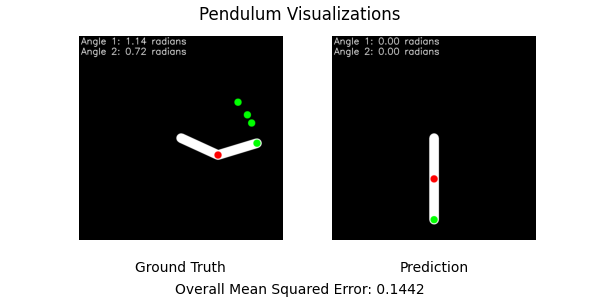 Pendulum Visualizations
Angle 1: 1.14 radians
Angle 2: 0.72 radians
Angle 1: 0.00 radians
Angle 2: 0.00 radians
Ground Truth
Prediction
Overall Mean Squared Error: 0.1442